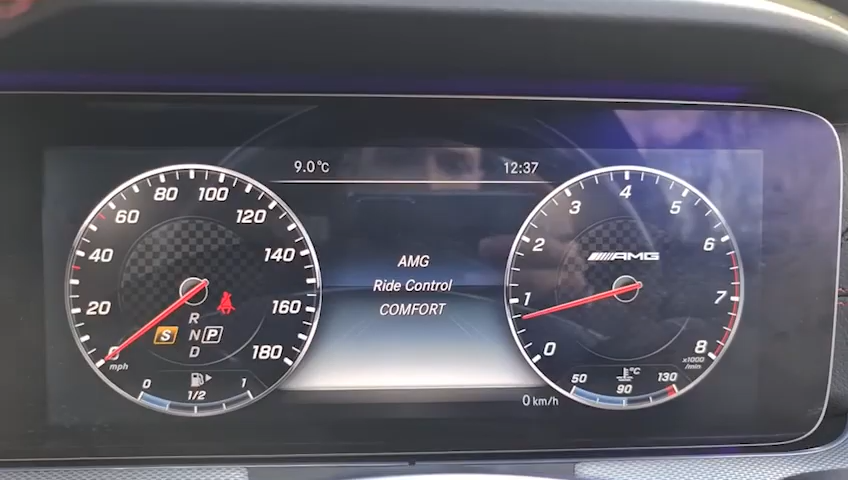 9.0°C
12:37
0
20
40
60
80
100
120
140
160
180
mph
R
N
D
S
P
0
1/2
1
AMG
Ride Control
COMFORT
0
1
2
3
4
5
6
7
8
x1000
/min
AMG
°C
50
90
130
0 km/h